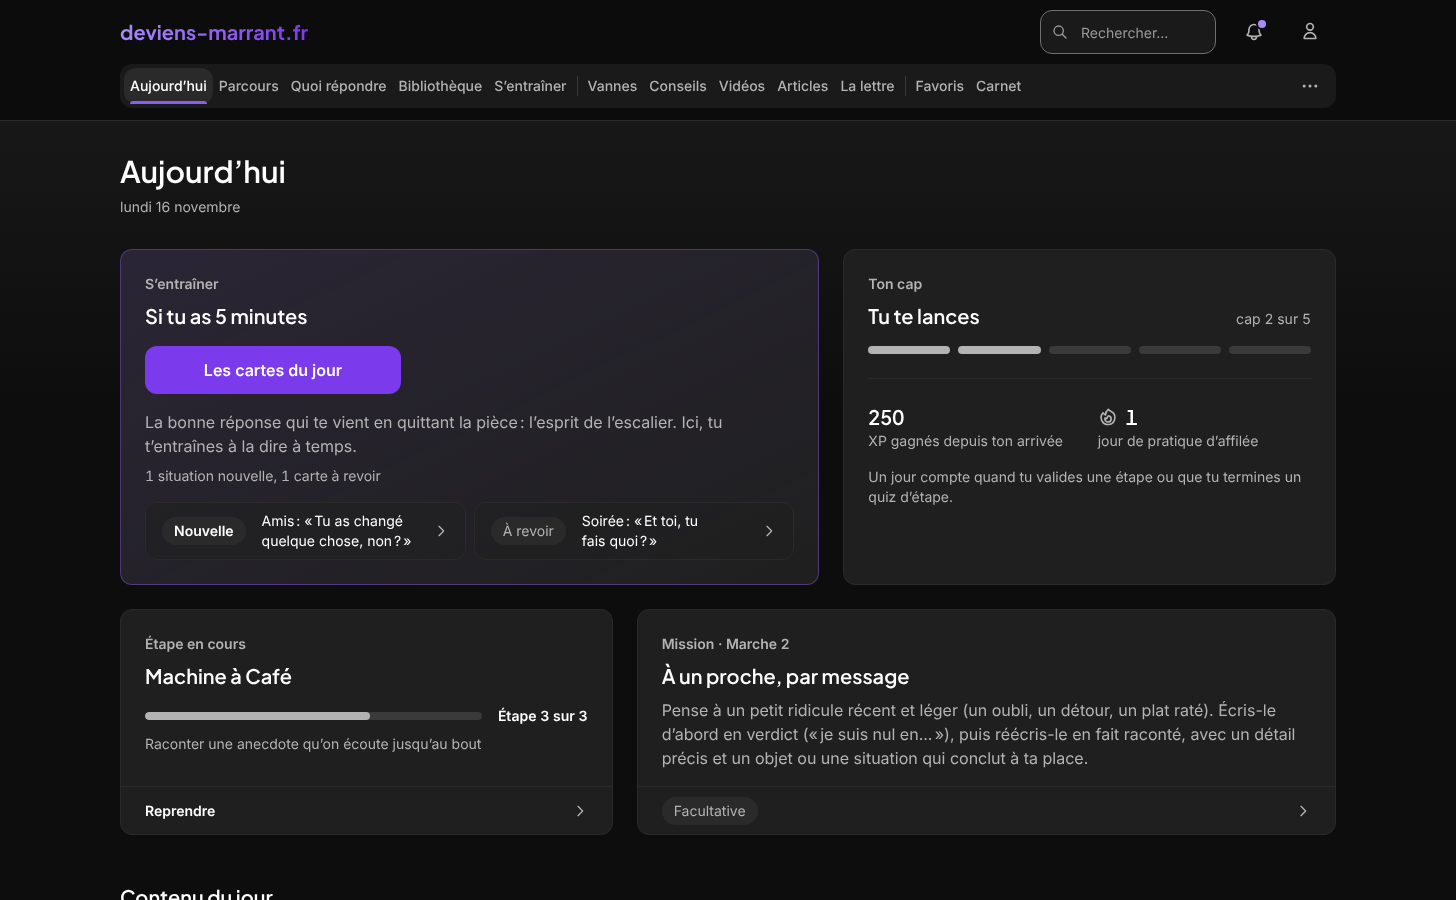 deviens-marrant.fr
Rechercher...
Aujourd’hui
Parcours
Quoi répondre
Bibliothèque
S’entraîner
Vannes
Conseils
Vidéos
Articles
La lettre
Favoris
Carnet
Aujourd’hui
lundi 16 novembre
S’entraîner
Si tu as 5 minutes
Les cartes du jour
La bonne réponse qui te vient en quittant la pièce : l’esprit de l’escalier. Ici, tu
t’entraînes à la dire à temps.
1 situation nouvelle, 1 carte à revoir
Nouvelle
Amis : « Tu as changé
quelque chose, non ? »
À revoir
Soirée : « Et toi, tu
fais quoi ? »
Ton cap
Tu te lances
cap 2 sur 5
250
XP gagnés depuis ton arrivée
1
jour de pratique d’affilée
Un jour compte quand tu valides une étape ou que tu termines un
quiz d’étape.
Étape en cours
Machine à Café
Étape 3 sur 3
Raconter une anecdote qu’on écoute jusqu’au bout
Reprendre
Mission · Marche 2
À un proche, par message
Pense à un petit ridicule récent et léger (un oubli, un détour, un plat raté). Écris-le
d’abord en verdict (« je suis nul en… »), puis réécris-le en fait raconté, avec un détail
précis et un objet ou une situation qui conclut à ta place.
Facultative
Contenu du jour